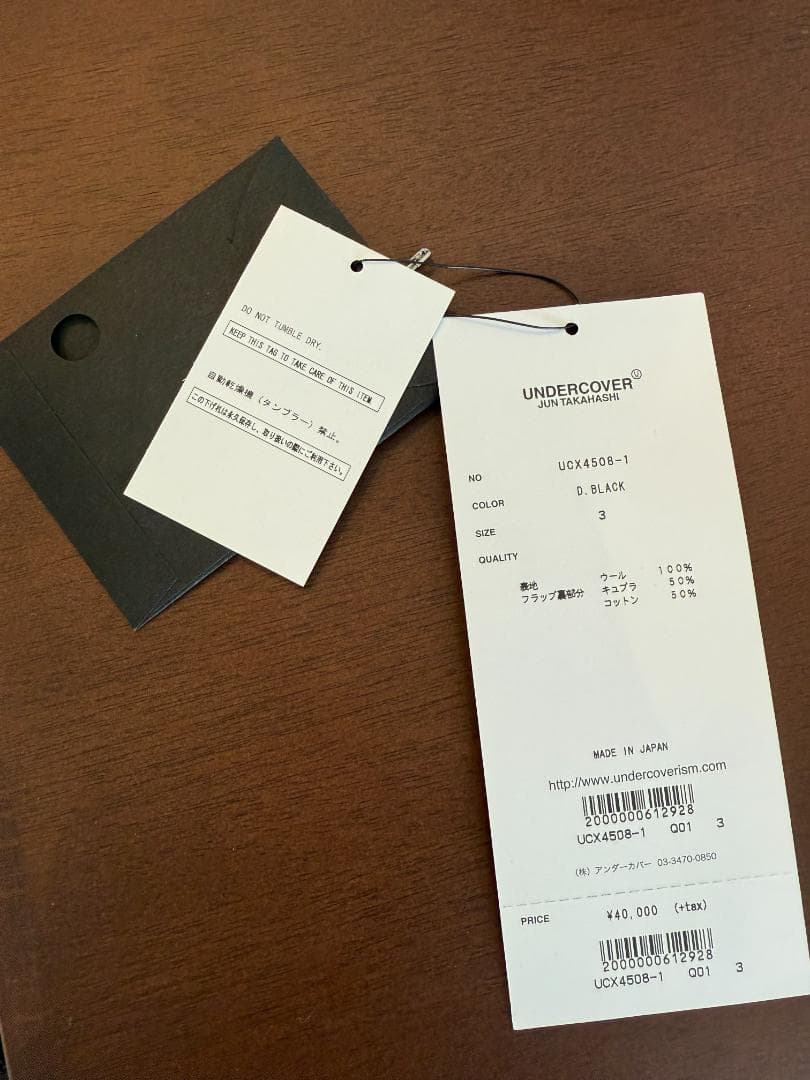 DO NOT TUMBLE DRY.
KEEP THIS TAG TO TAKE CARE OF THIS ITEM.
自動乾燥機（タンブラー）禁止。
この下げ札は永久保存し、取り扱いの際にご利用下さい。
UNDERCOVER Ⓤ
JUN TAKAHASHI
NO UCX4508-1
COLOR D.BLACK
SIZE 3
QUALITY
表地 ウール 100%
フラップ裏部分 キュプラ 50%
コットン 50%
MADE IN JAPAN
http://www.undercoverism.com
2000000612928
UCX4508-1 Q01 3
（株）アンダーカバー 03-3470-0850
PRICE ¥40,000 (+tax)
2000000612928
UCX4508-1 Q01 3